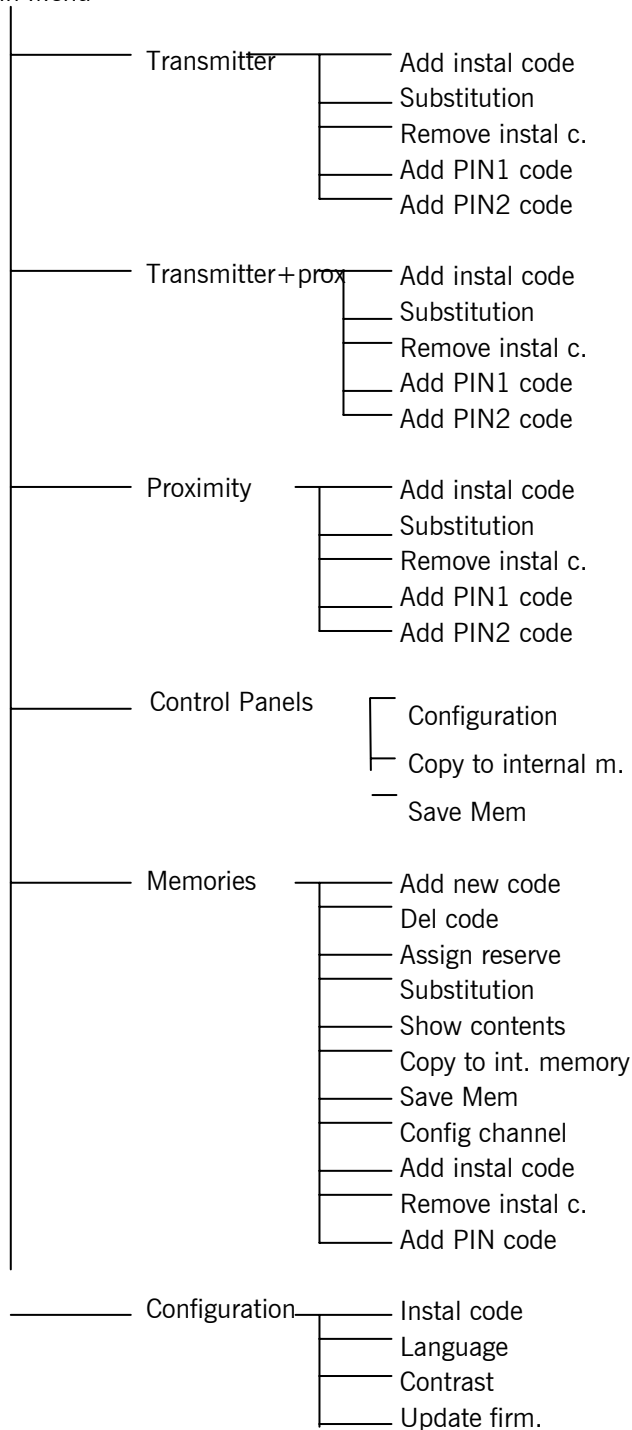 Transmitter
Add instal code
Substitution
Remove instal c.
Add PIN1 code
Add PIN2 code
Transmitter+prox
Add instal code
Substitution
Remove instal c.
Add PIN1 code
Add PIN2 code
Proximity
Add instal code
Substitution
Remove instal c.
Add PIN1 code
Add PIN2 code
Control Panels
Configuration
Copy to internal m.
Save Mem
Memories
Add new code
Del code
Assign reserve
Substitution
Show contents
Copy to int. memory
Save Mem
Config channel
Add instal code
Remove instal c.
Add PIN code
Configuration
Instal code
Language
Contrast
Update firm.